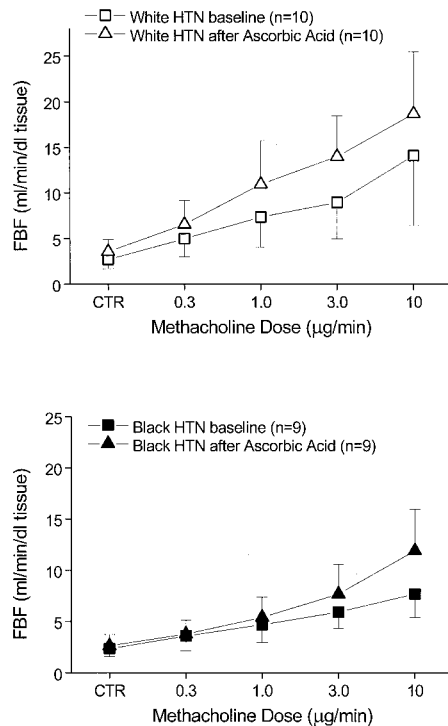 White HTN baseline (n=10)
White HTN after Ascorbic Acid (n=10)
25
20
15
10
5
0
FBF (ml/min/dl tissue)
CTR 0.3 1.0 3.0 10
Methacholine Dose (µg/min)
Black HTN baseline (n=9)
Black HTN after Ascorbic Acid (n=9)
25
20
15
10
5
0
FBF (ml/min/dl tissue)
CTR 0.3 1.0 3.0 10
Methacholine Dose (µg/min)